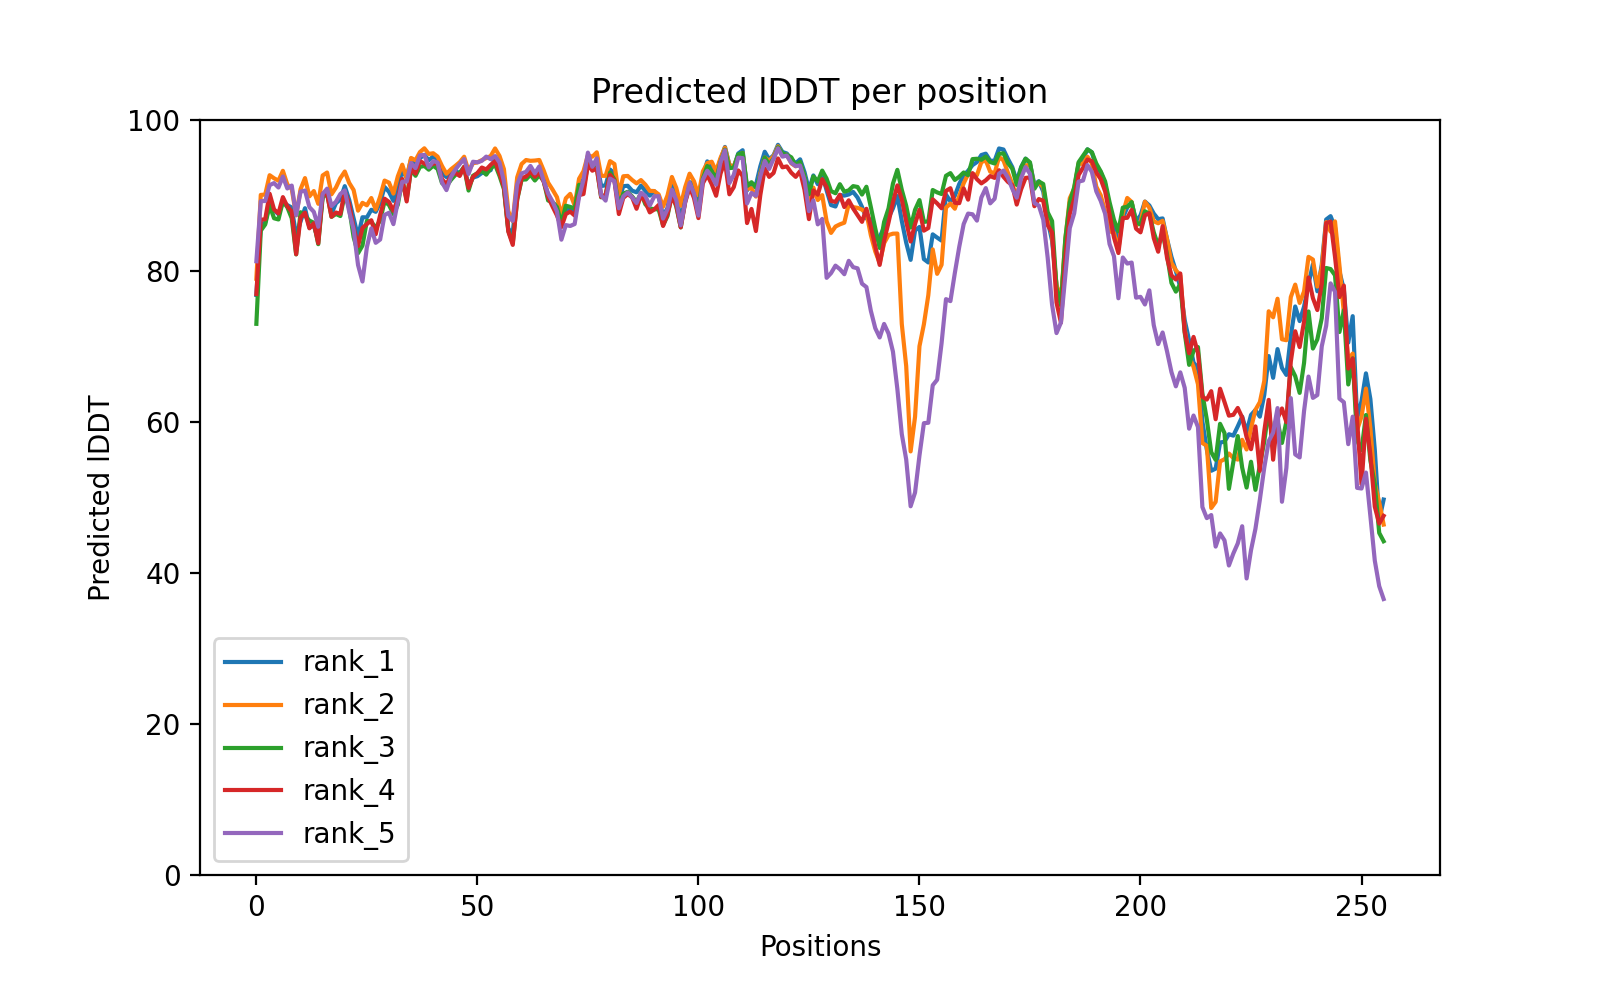 Predicted lDDT per position
100
80
60
40
20
0
Predicted lDDT
rank_1
rank_2
rank_3
rank_4
rank_5
0 50 100 150 200 250
Positions